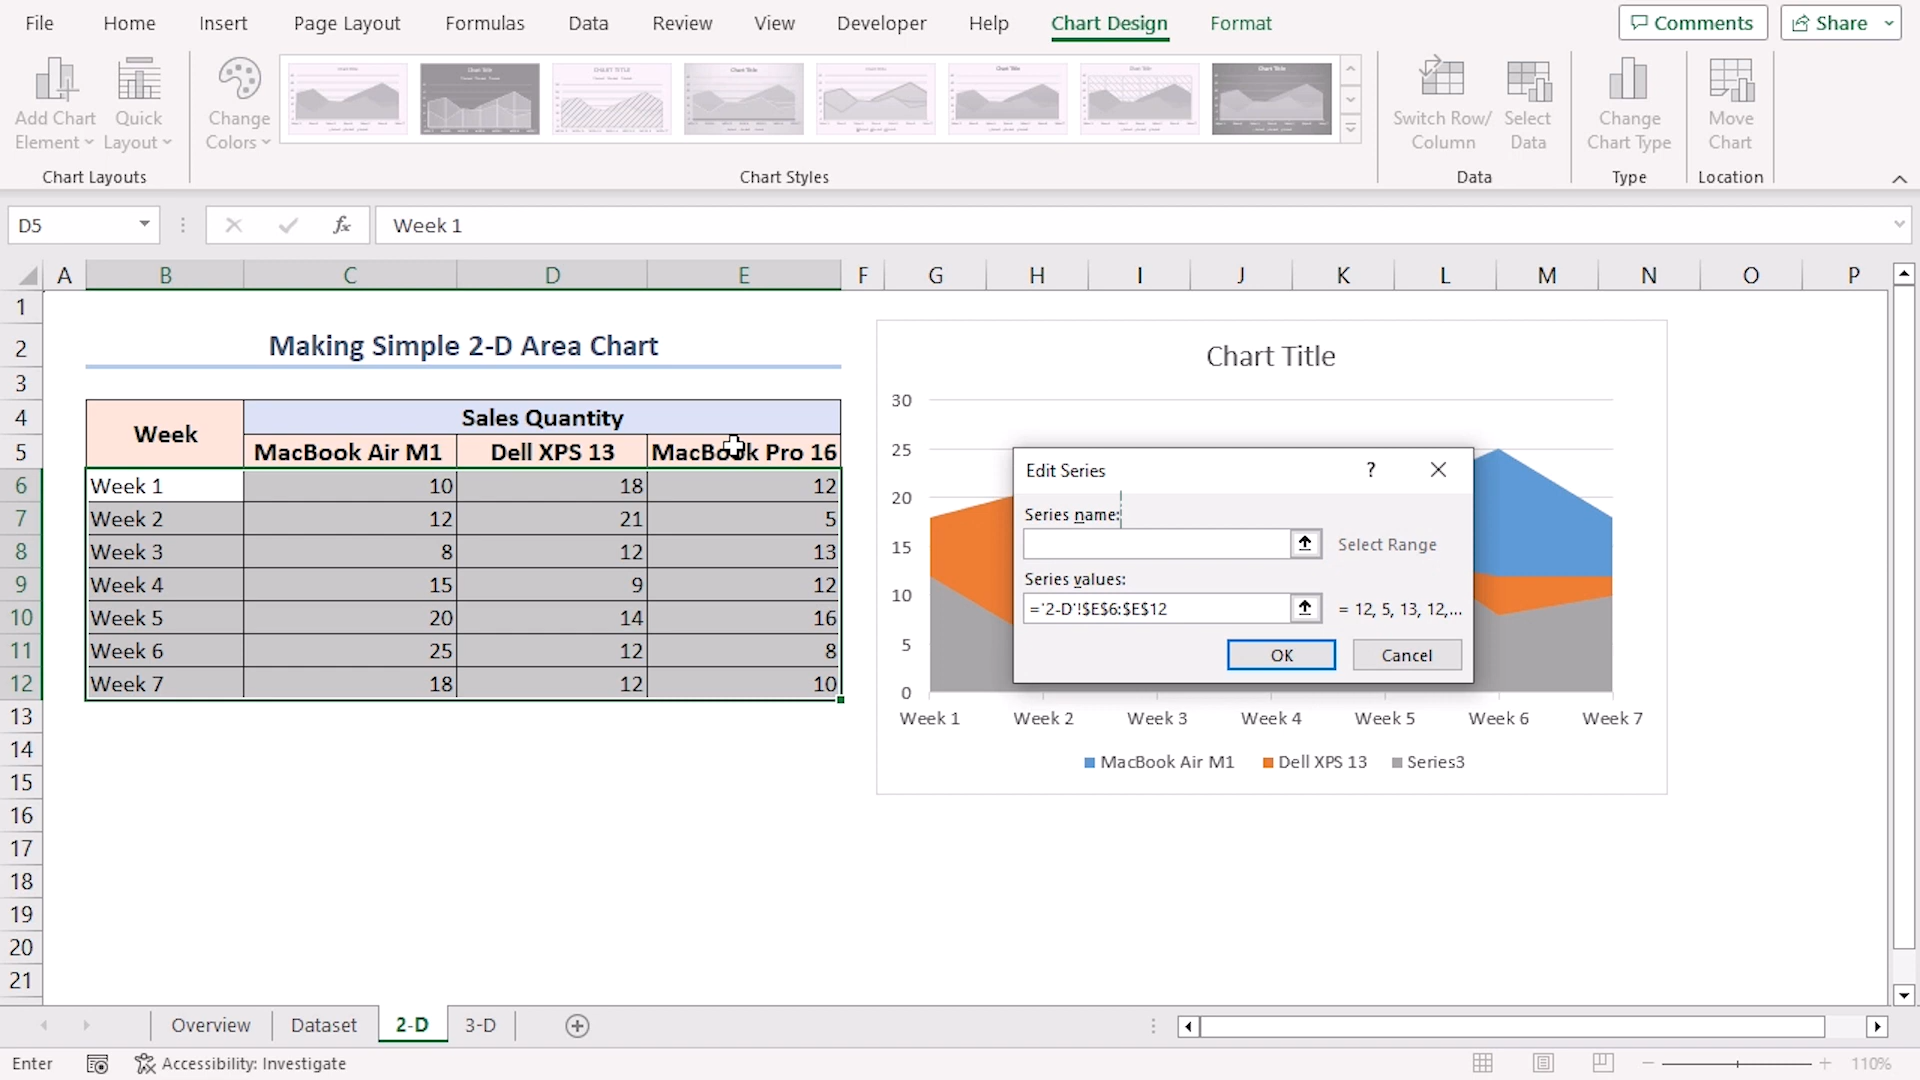 File Home Insert Page Layout Formulas Data Review View Developer Help Chart Design Format Comments Share
Add Chart Element Quick Layout Change Colors Switch Row/ Column Select Data Change Chart Type Move Chart
Chart Layouts Chart Styles Data Type Location
D5 fx Week 1
A B C D E F G H I J K L M N O P
1
2 Making Simple 2-D Area Chart
3
4 Week Sales Quantity
5 MacBook Air M1 Dell XPS 13 MacBook Pro 16
6 Week 1 10 18 12
7 Week 2 12 21 5
8 Week 3 8 12 13
9 Week 4 15 9 12
10 Week 5 20 14 16
11 Week 6 25 12 8
12 Week 7 18 12 10
13
14
15
16
17
18
19
20
21
Chart Title
30
25
20
15
10
5
0
Week 1 Week 2 Week 3 Week 4 Week 5 Week 6 Week 7
MacBook Air M1 Dell XPS 13 Series3
Edit Series ?
Series name:
Select Range
Series values:
='2-D'!$E$6:$E$12 = 12, 5, 13, 12,...
OK Cancel
Overview Dataset 2-D 3-D
Enter Accessibility: Investigate 110%